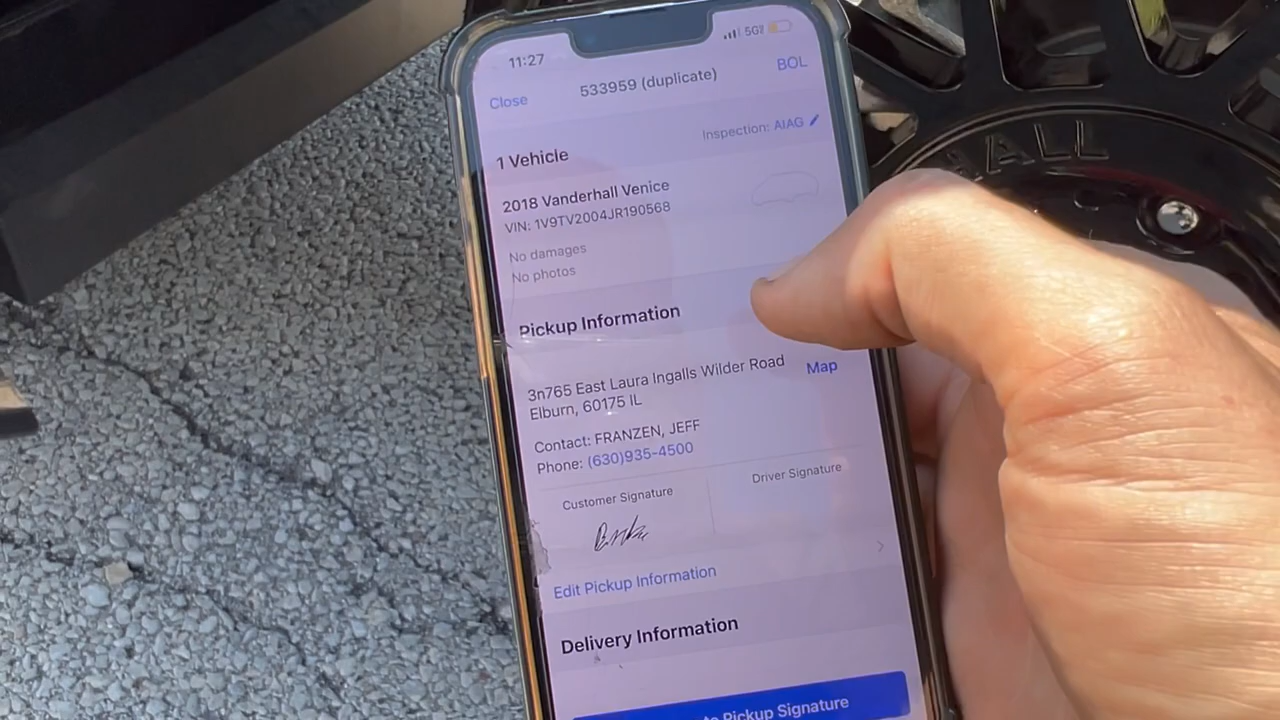 11:27
5G
Close
533959 (duplicate)
BOL
1 Vehicle
Inspection: AIAG
2018 Vanderhall Venice
VIN: 1V9TV2004JR190568
No damages
No photos
Pickup Information
3n765 East Laura Ingalls Wilder Road
Elburn, 60175 IL
Map
Contact: FRANZEN, JEFF
Phone: (630)935-4500
Customer Signature
Driver Signature
Edit Pickup Information
Delivery Information
Pickup Signature